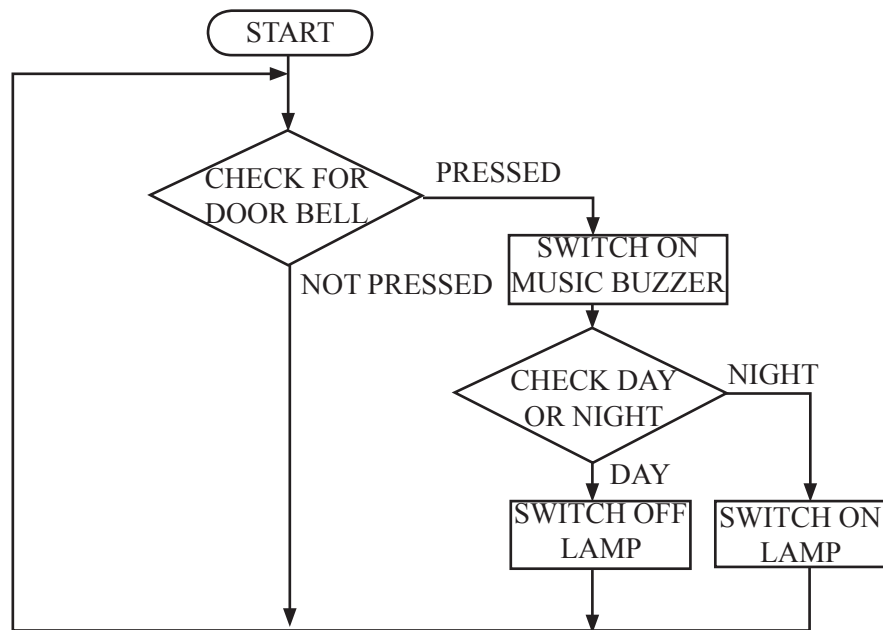 START
CHECK FOR
DOOR BELL
PRESSED
NOT PRESSED
SWITCH ON
MUSIC BUZZER
CHECK DAY
OR NIGHT
NIGHT
DAY
SWITCH OFF
LAMP
SWITCH ON
LAMP